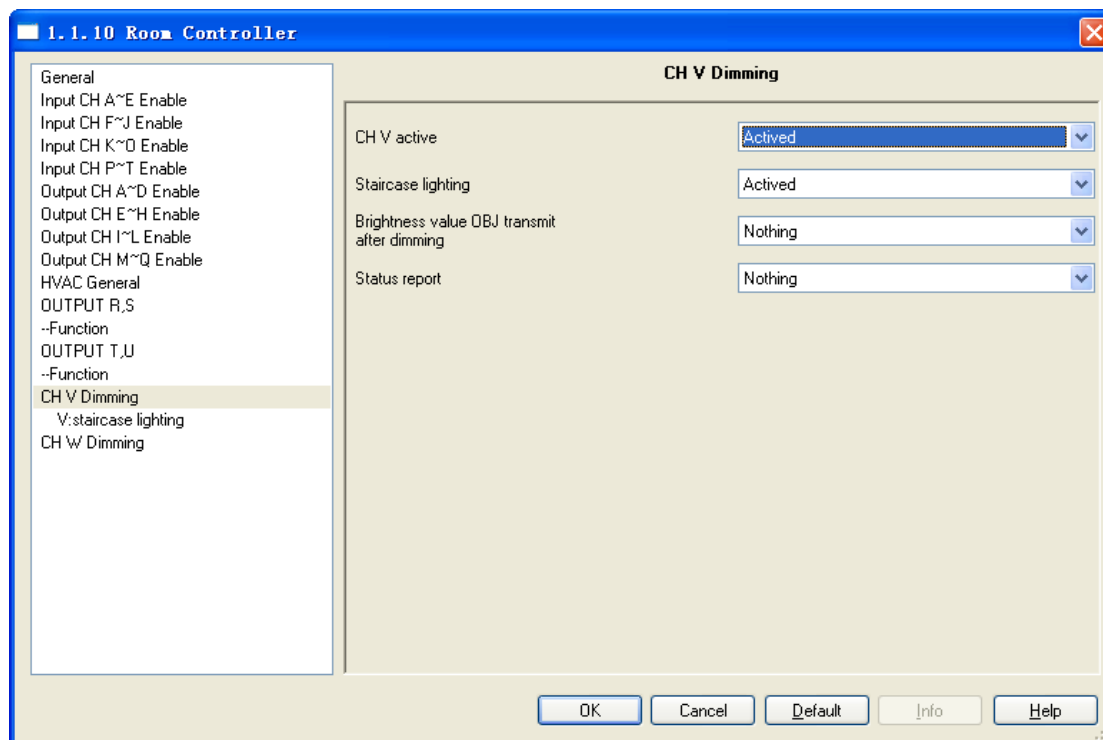 1.1.10 Room Controller
General
Input CH A~E Enable
Input CH F~J Enable
Input CH K~O Enable
Input CH P~T Enable
Output CH A~D Enable
Output CH E~H Enable
Output CH I~L Enable
Output CH M~Q Enable
HVAC General
OUTPUT R,S
--Function
OUTPUT T,U
--Function
CH V Dimming
V:staircase lighting
CH W Dimming
CH V Dimming
CH V active Actived
Staircase lighting Actived
Brightness value OBJ transmit
after dimming Nothing
Status report Nothing
OK Cancel Default Info Help